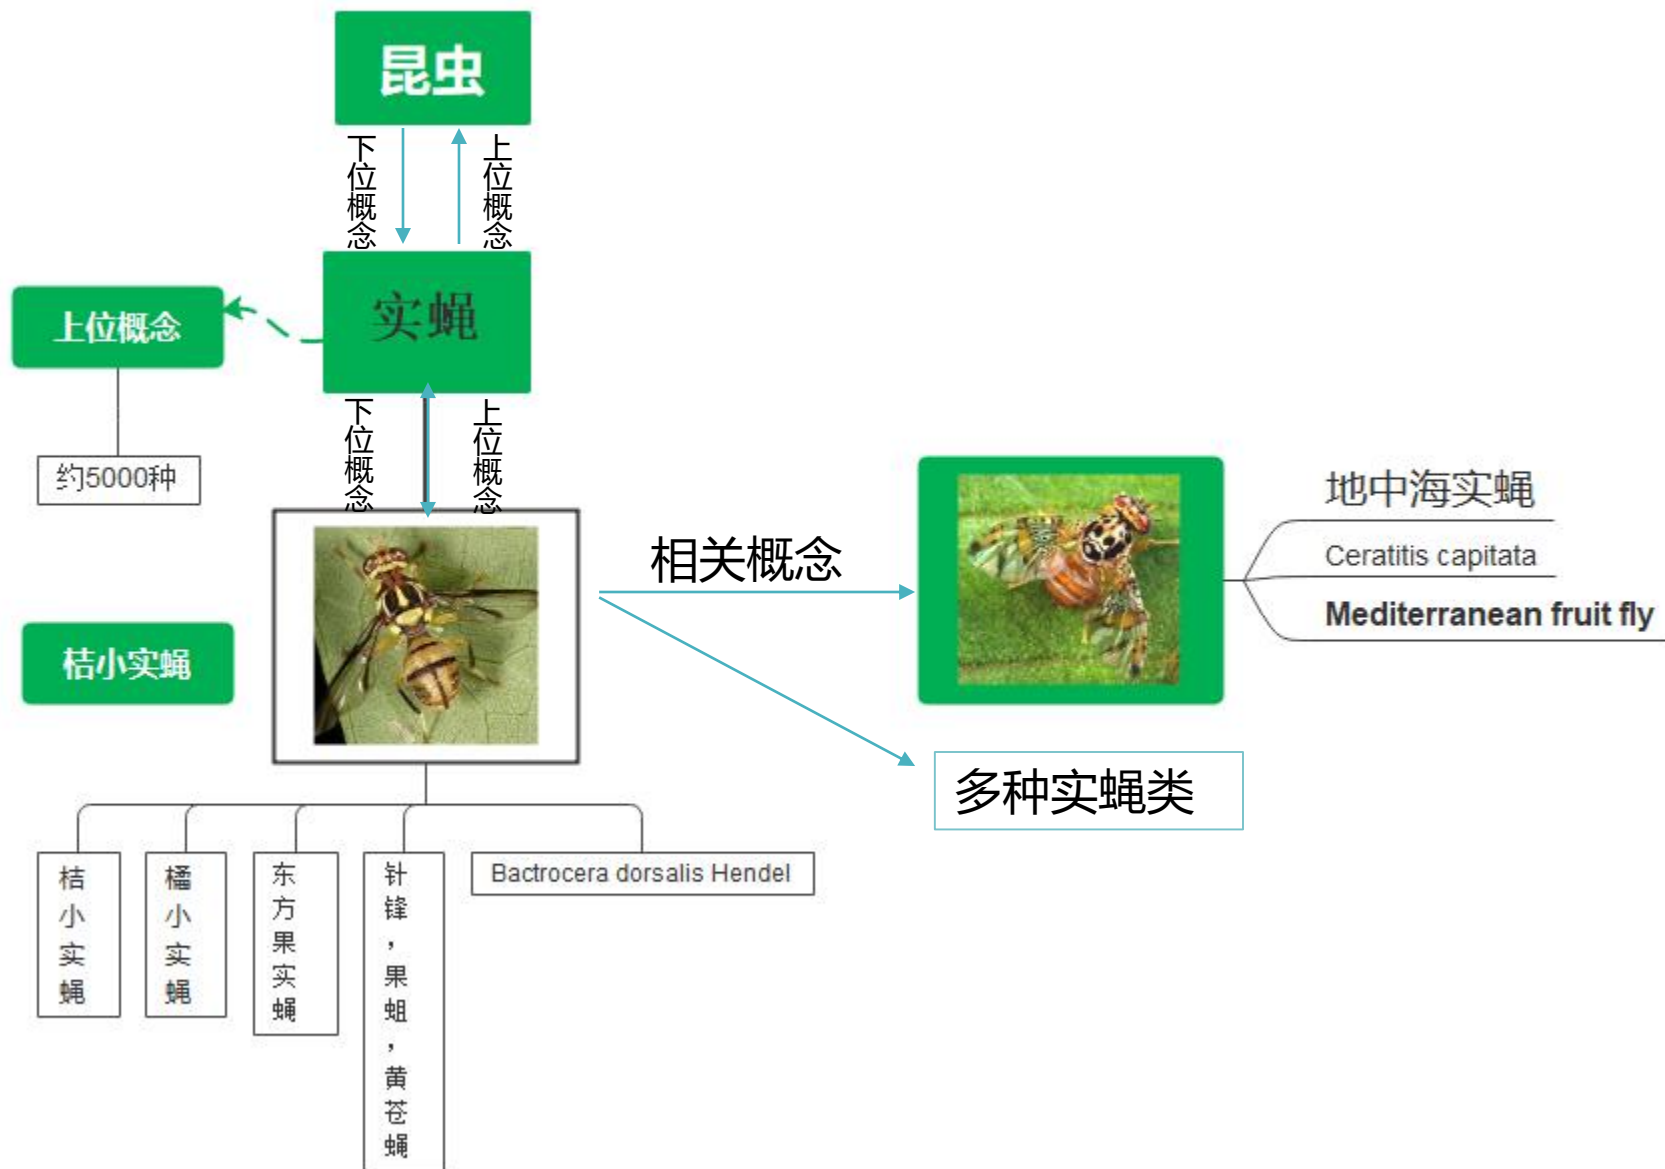 昆虫
下位概念
上位概念
实蝇
上位概念
约5000种
下位概念
上位概念
相关概念
地中海实蝇
Ceratitis capitata
Mediterranean fruit fly
桔小实蝇
多种实蝇类
桔小实蝇
橘小实蝇
东方果实蝇
针锋，果蛆，黄苍蝇
Bactrocera dorsalis Hendel